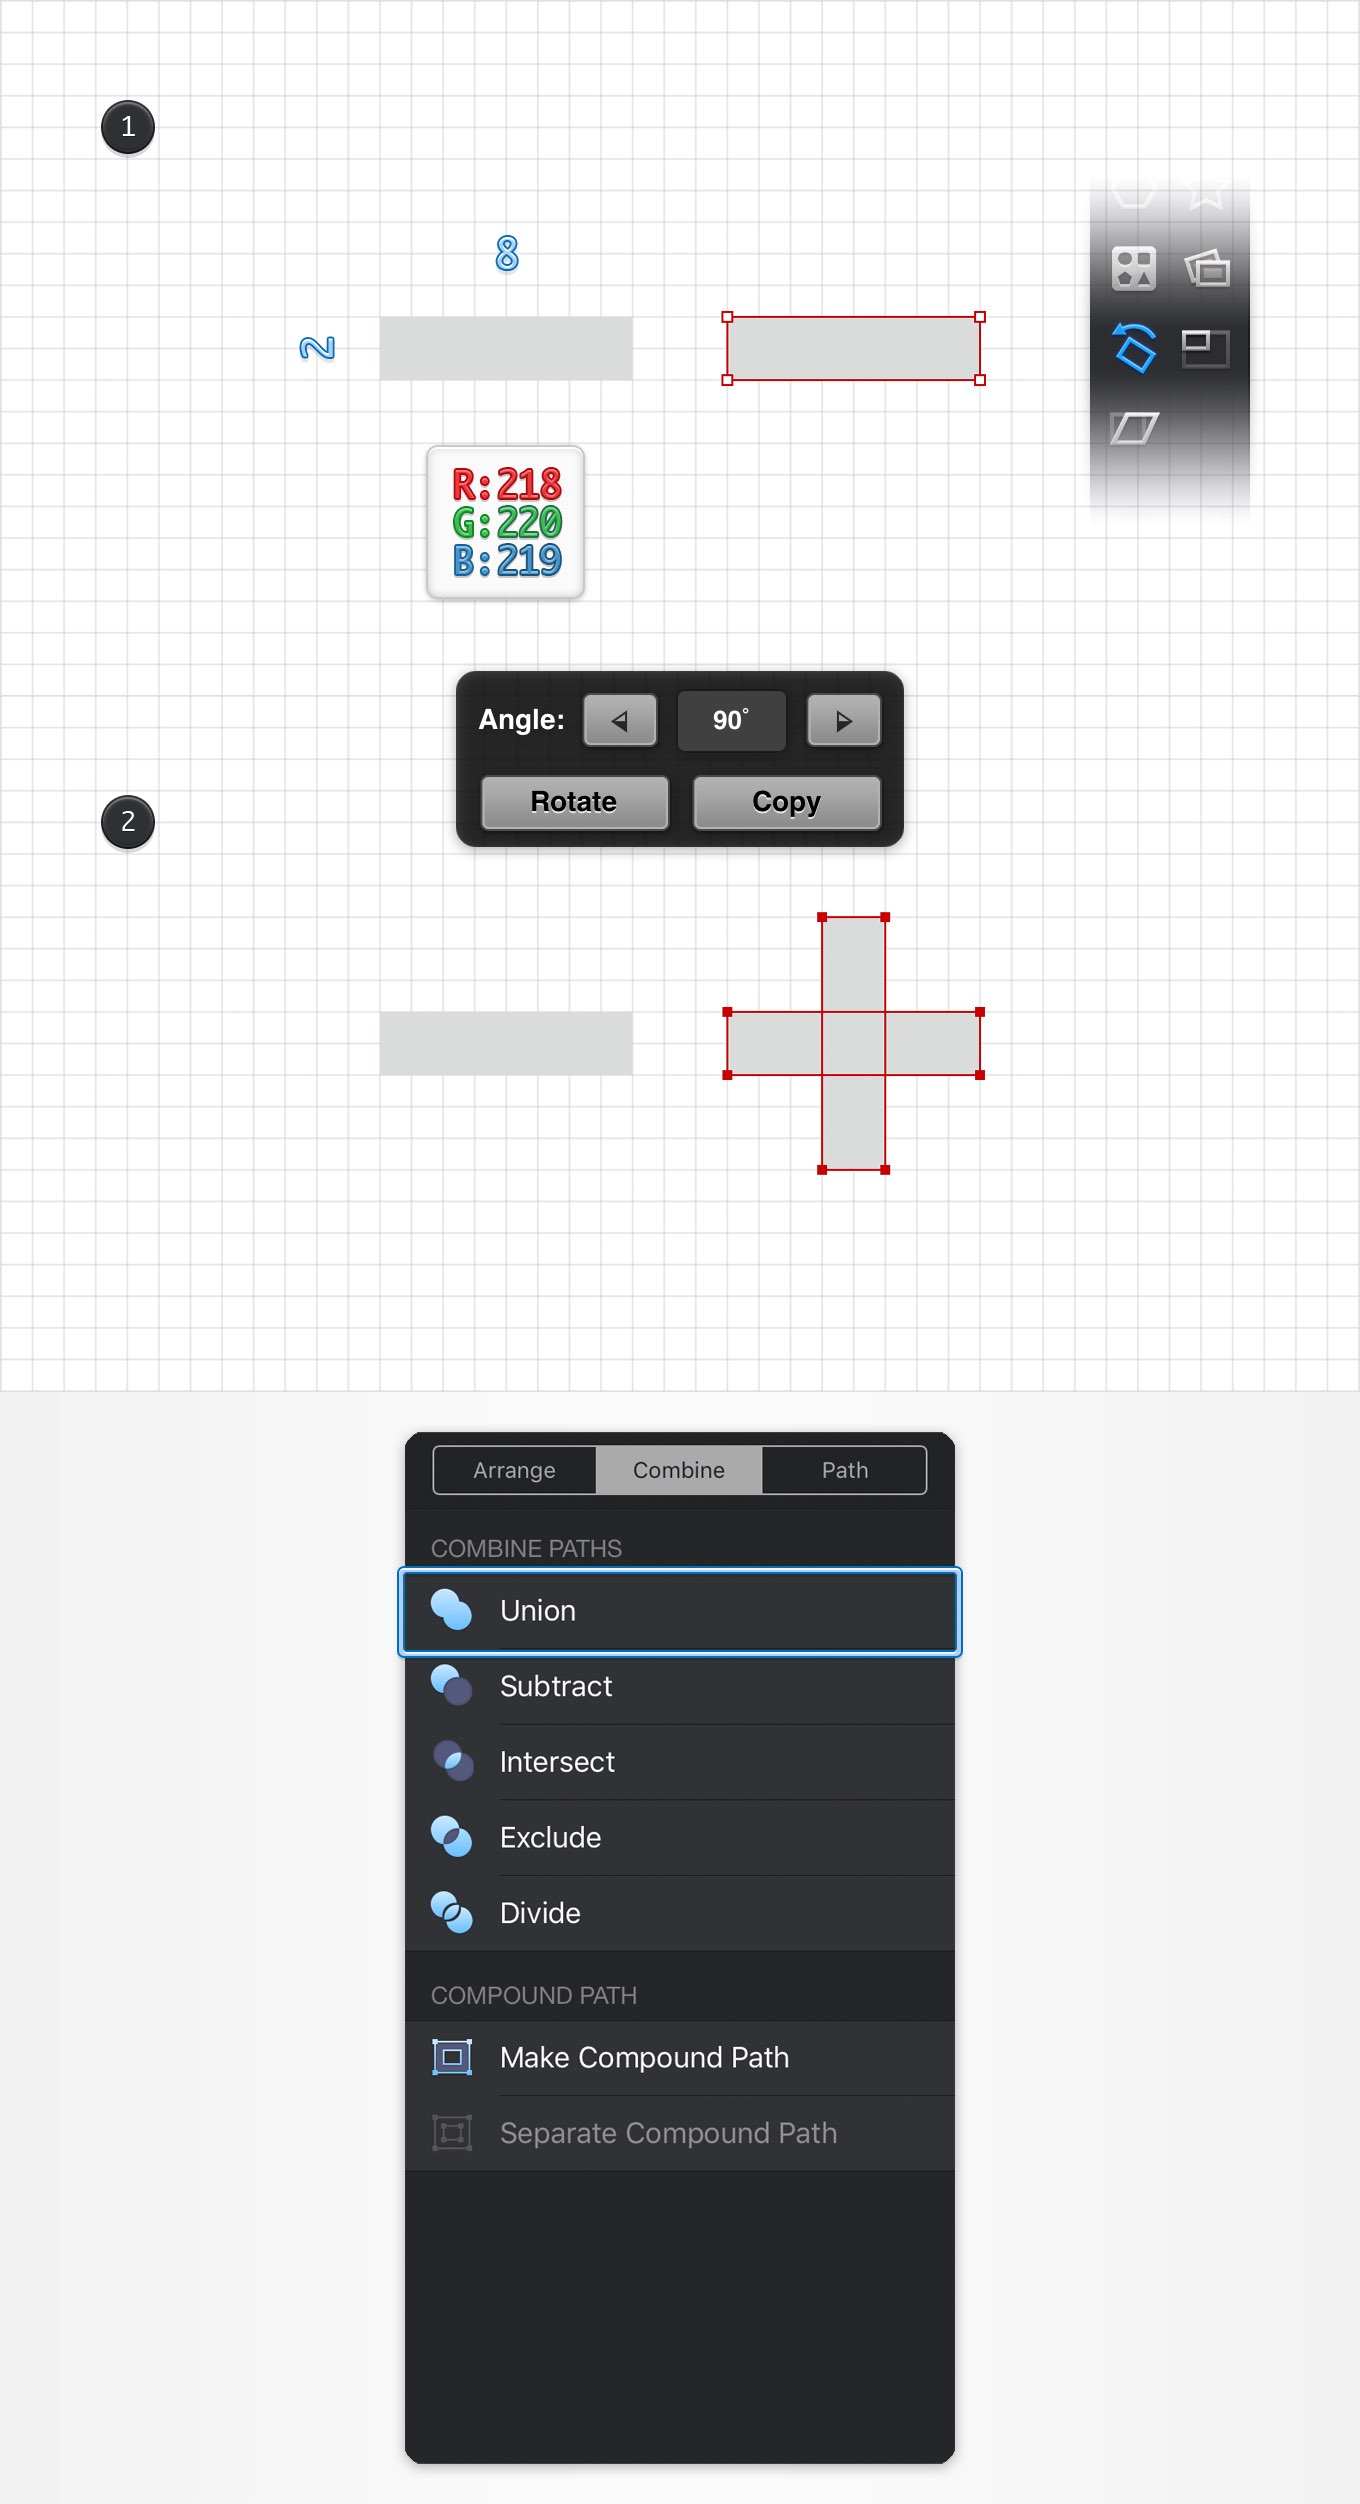 1
8
2
R:218
G:220
B:219
Angle: 90°
Rotate Copy
2
Arrange Combine Path
COMBINE PATHS
Union
Subtract
Intersect
Exclude
Divide
COMPOUND PATH
Make Compound Path
Separate Compound Path